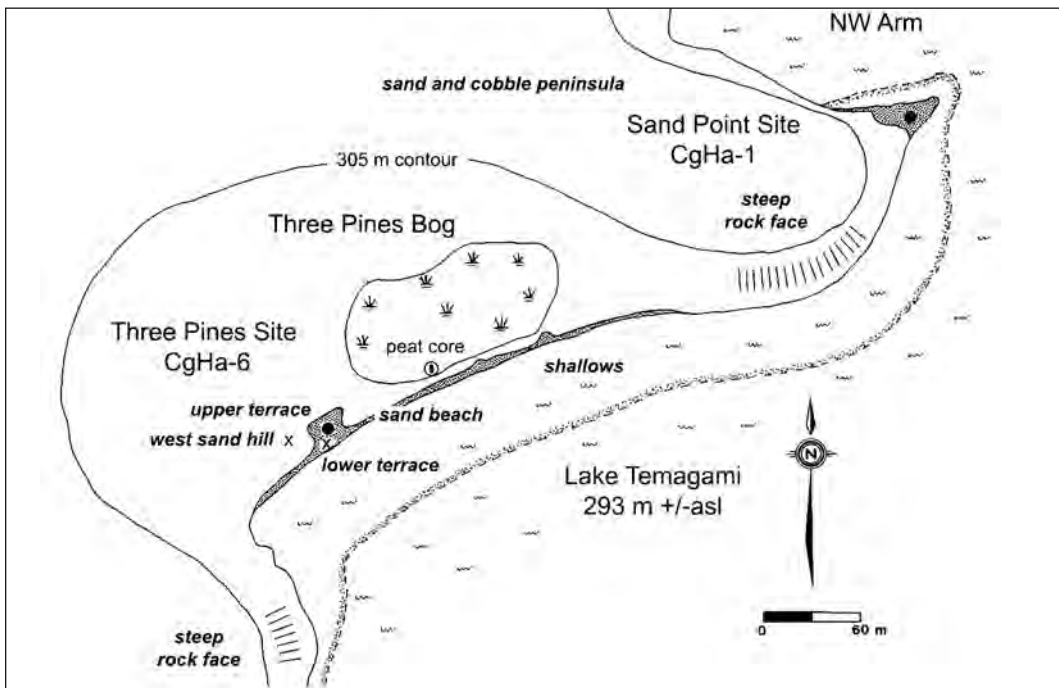 NW Arm
sand and cobble peninsula
Sand Point Site
CgHa-1
305 m contour
steep
rock face
Three Pines Bog
Three Pines Site
CgHa-6
peat core
shallows
upper terrace
sand beach
west sand hill x
X
lower terrace
Lake Temagami
293 m +/-asl
N
0 60 m
steep
rock face